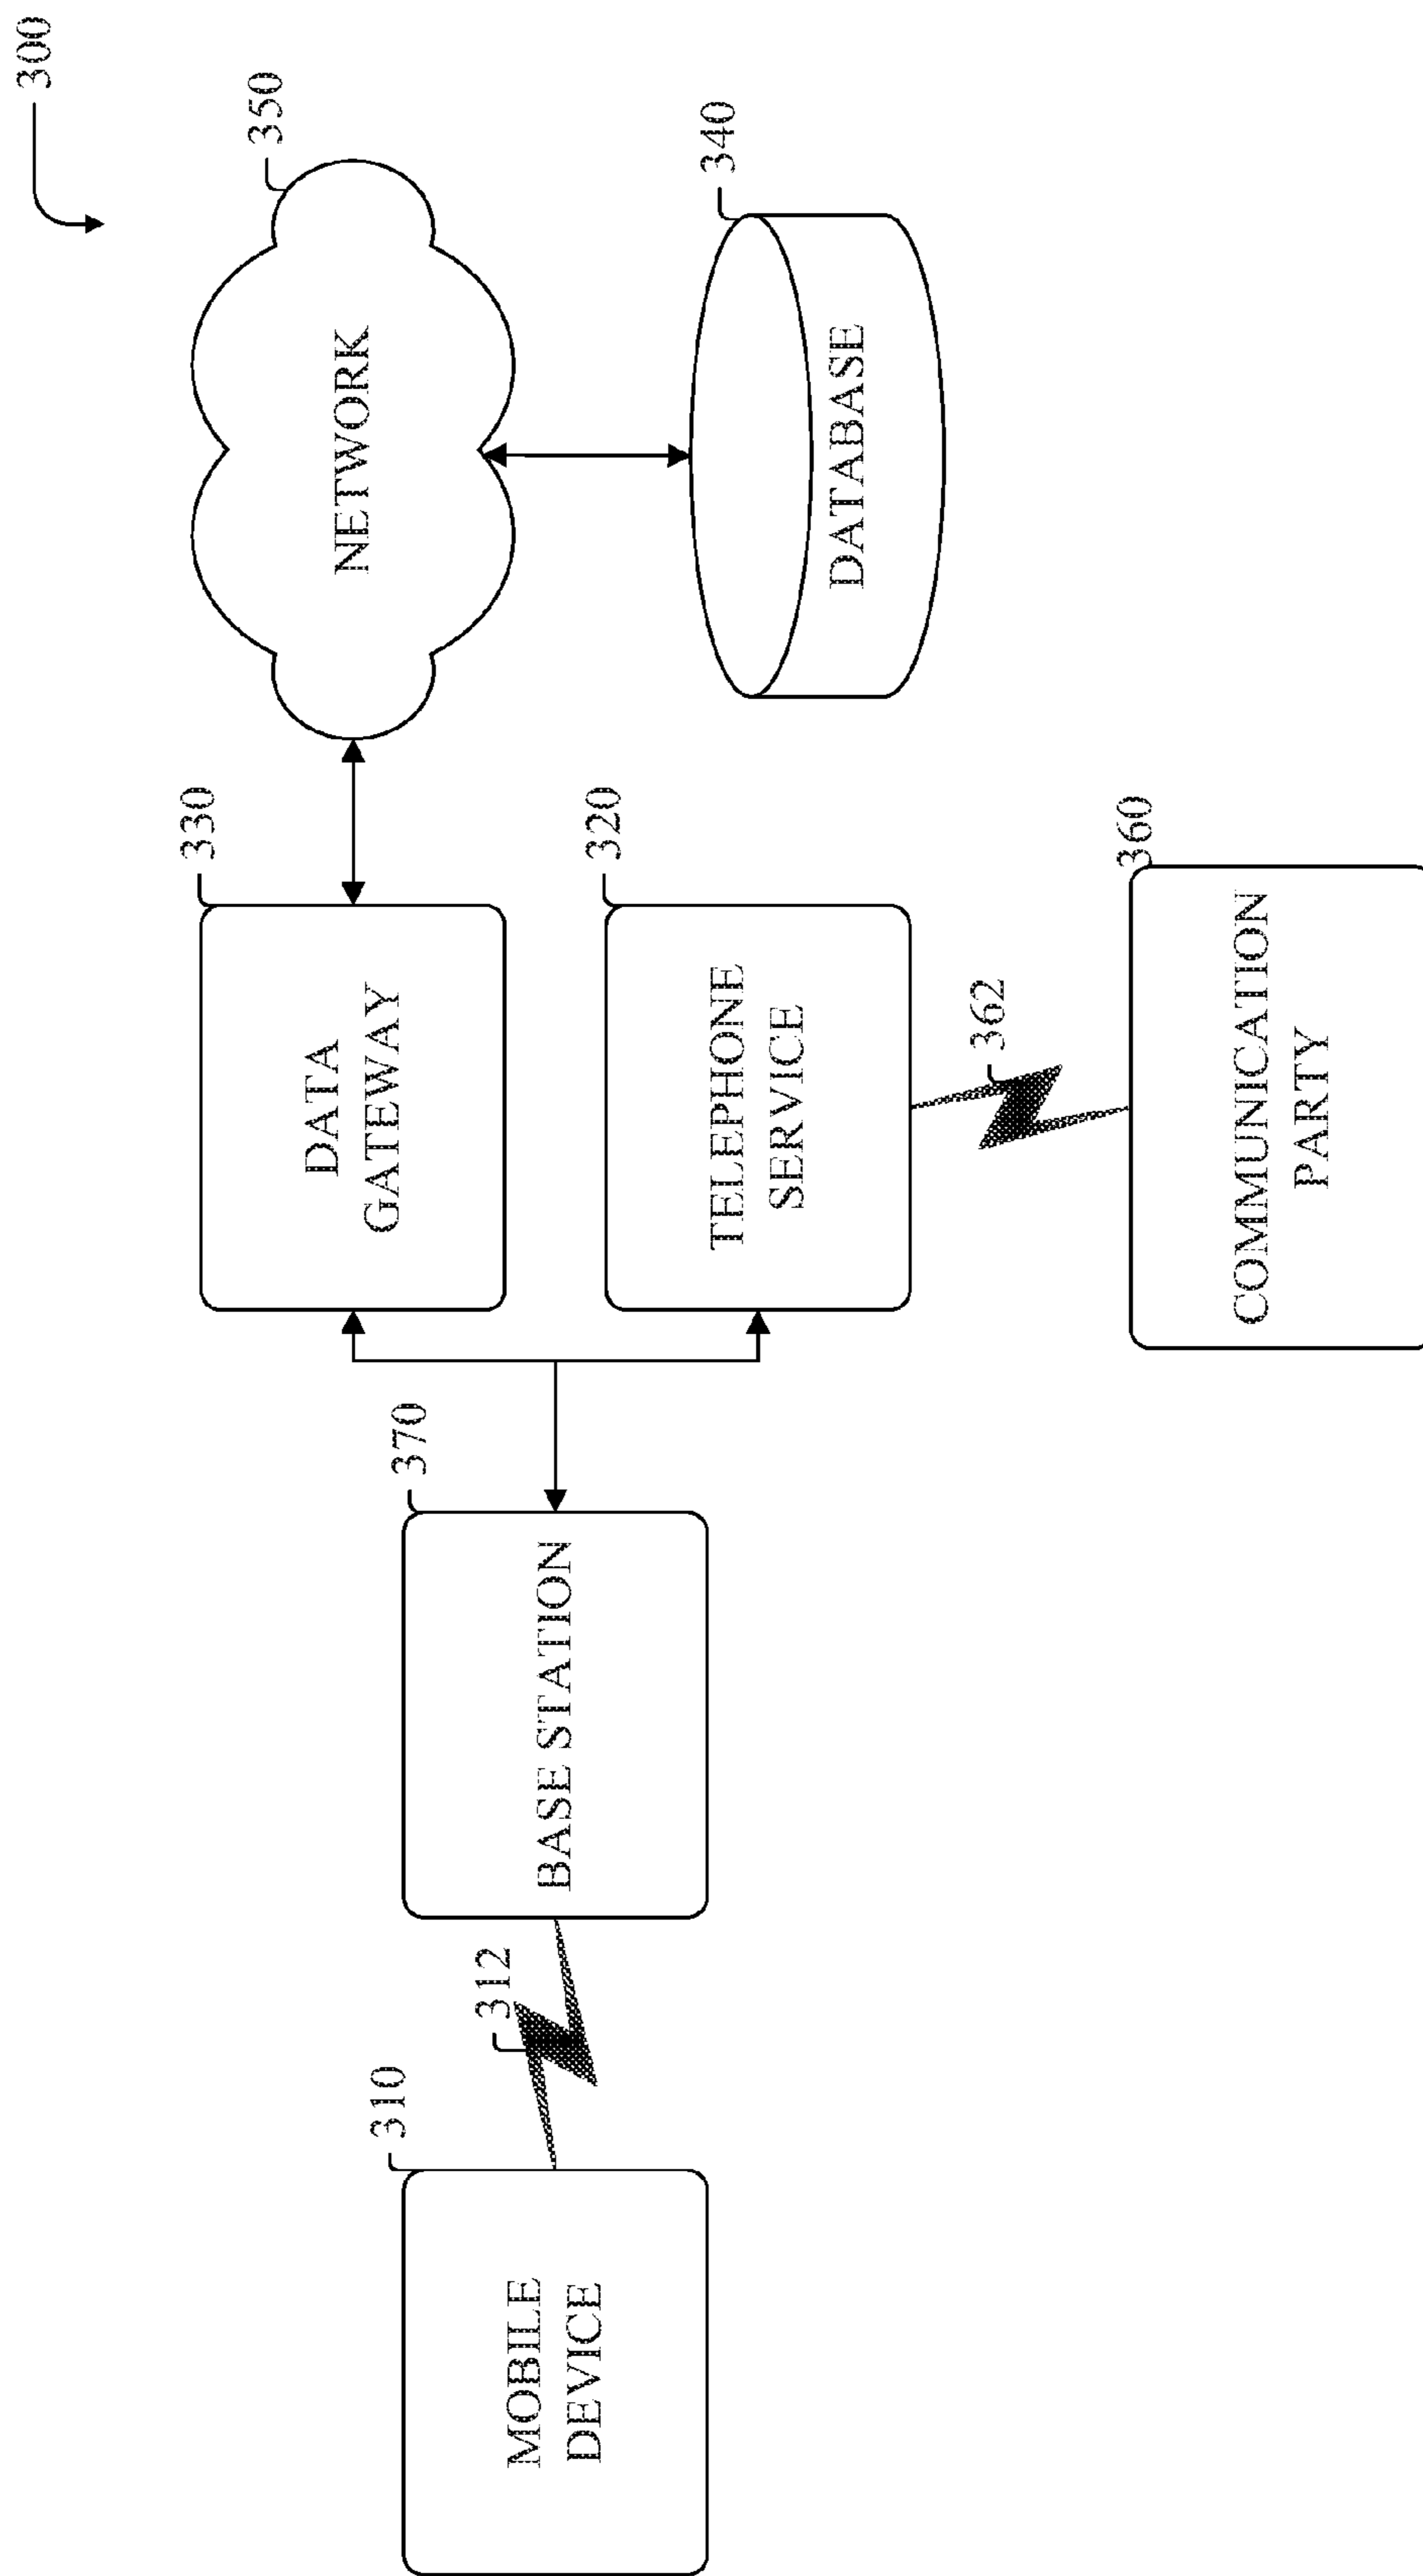 300
350
NETWORK
340
DATABASE
330
DATA
GATEWAY
320
TELEPHONE
SERVICE
362
360
COMMUNICATION
PARTY
370
BASE STATION
312
310
MOBILE
DEVICE